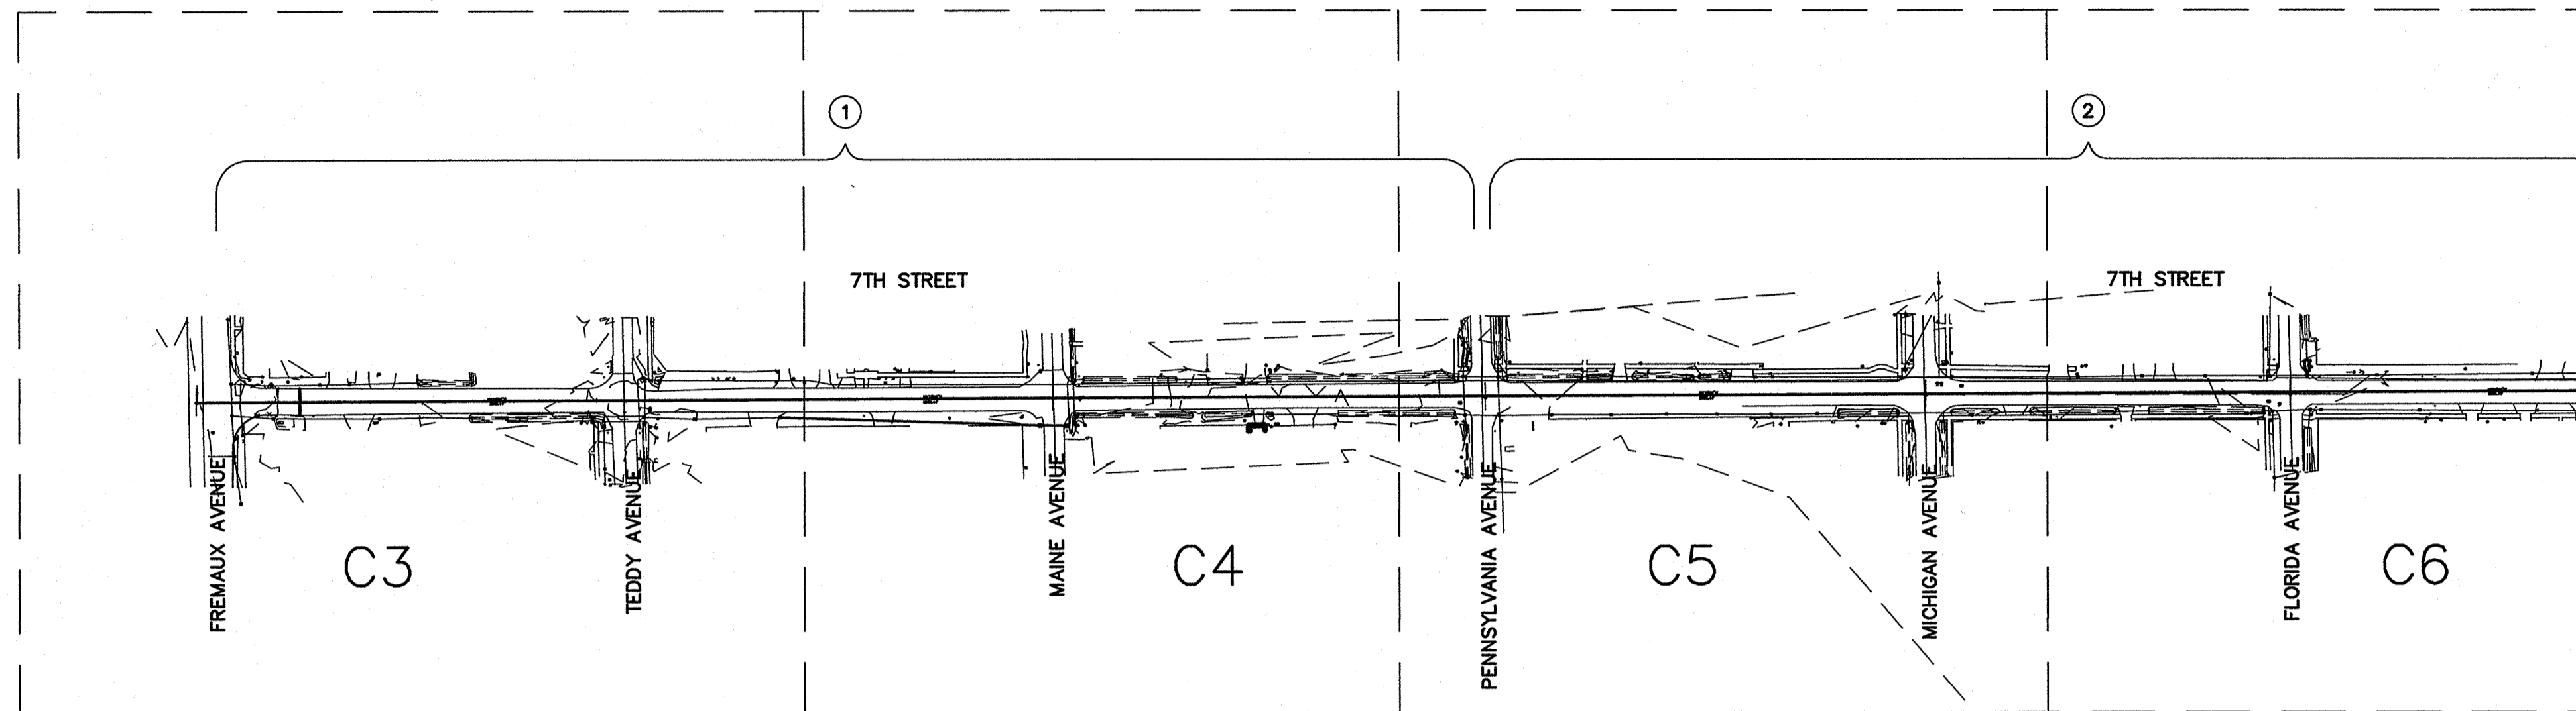 1
2
7TH STREET
7TH STREET
FREMAUX AVENUE
TEDDY AVENUE
MAINE AVENUE
PENNSYLVANIA AVENUE
MICHIGAN AVENUE
FLORIDA AVENUE
C3
C4
C5
C6